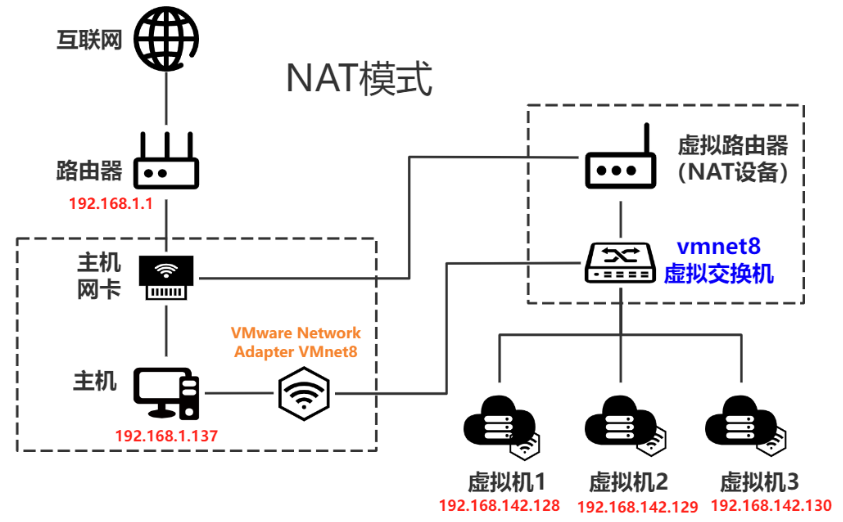 互联网
NAT模式
路由器
192.168.1.1
虚拟路由器
（NAT设备）
主机
网卡
vmnet8
虚拟交换机
VMware Network
Adapter VMnet8
主机
192.168.1.137
虚拟机1
192.168.142.128
虚拟机2
192.168.142.129
虚拟机3
192.168.142.130